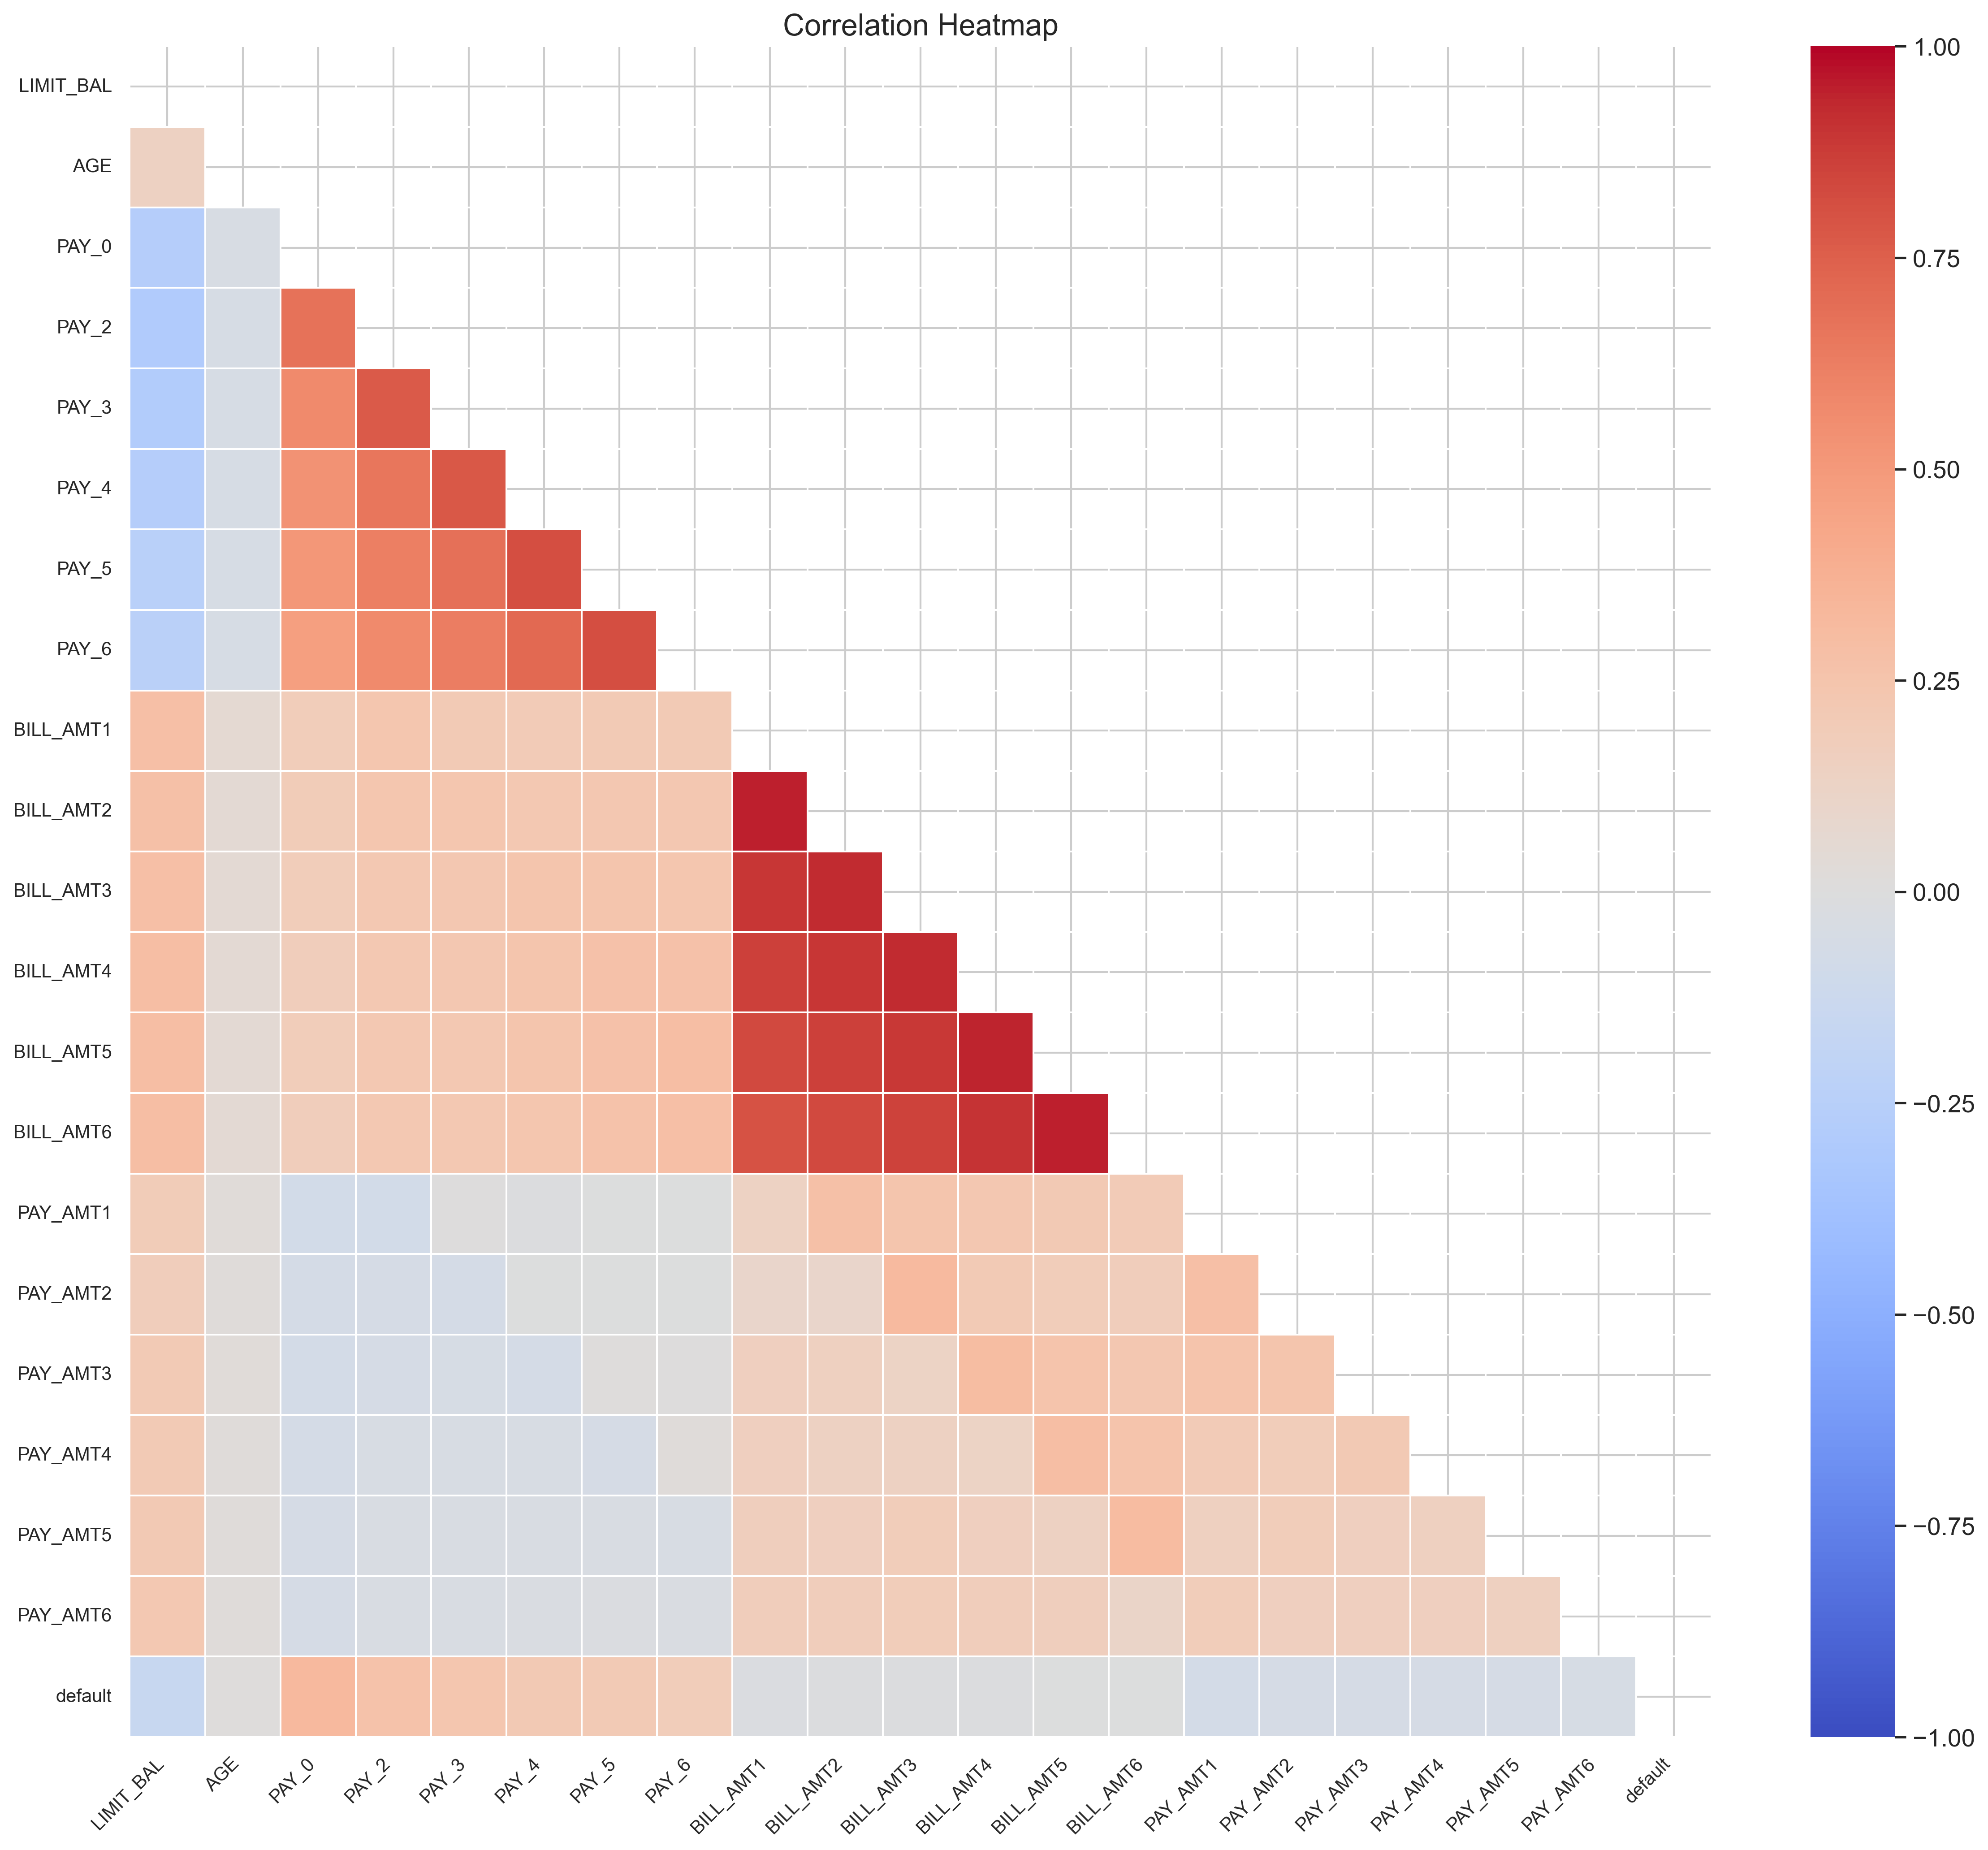 Correlation Heatmap
LIMIT_BAL
AGE
PAY_0
PAY_2
PAY_3
PAY_4
PAY_5
PAY_6
BILL_AMT1
BILL_AMT2
BILL_AMT3
BILL_AMT4
BILL_AMT5
BILL_AMT6
PAY_AMT1
PAY_AMT2
PAY_AMT3
PAY_AMT4
PAY_AMT5
PAY_AMT6
default
LIMIT_BAL
AGE
PAY_0
PAY_2
PAY_3
PAY_4
PAY_5
PAY_6
BILL_AMT1
BILL_AMT2
BILL_AMT3
BILL_AMT4
BILL_AMT5
BILL_AMT6
PAY_AMT1
PAY_AMT2
PAY_AMT3
PAY_AMT4
PAY_AMT5
PAY_AMT6
default
1.00
0.75
0.50
0.25
0.00
−0.25
−0.50
−0.75
−1.00